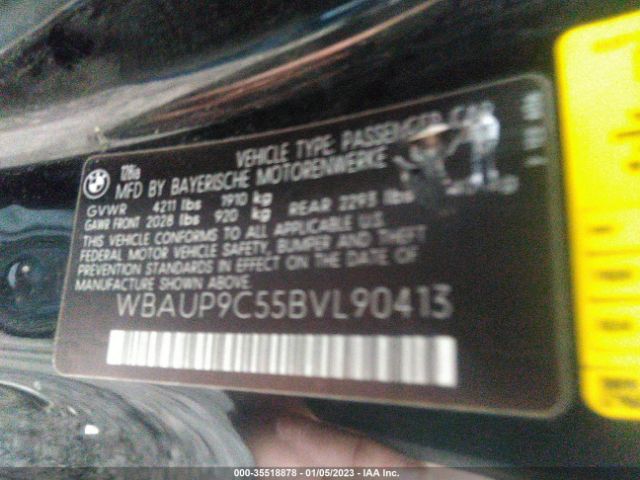 BMW
128i
VEHICLE TYPE: PASSENGER CAR
MFD BY BAYERISCHE MOTORENWERKE
GVWR 4211 lbs 1910 kg
GAWR FRONT 2028 lbs 920 kg REAR 2293 lbs
THIS VEHICLE CONFORMS TO ALL APPLICABLE U.S.
FEDERAL MOTOR VEHICLE SAFETY, BUMPER AND THEFT
PREVENTION STANDARDS IN EFFECT ON THE DATE OF
MANUFACTURE SHOWN ABOVE.
WBAUP9C55BVL90413
000-35518878 - 01/05/2023 - IAA Inc.